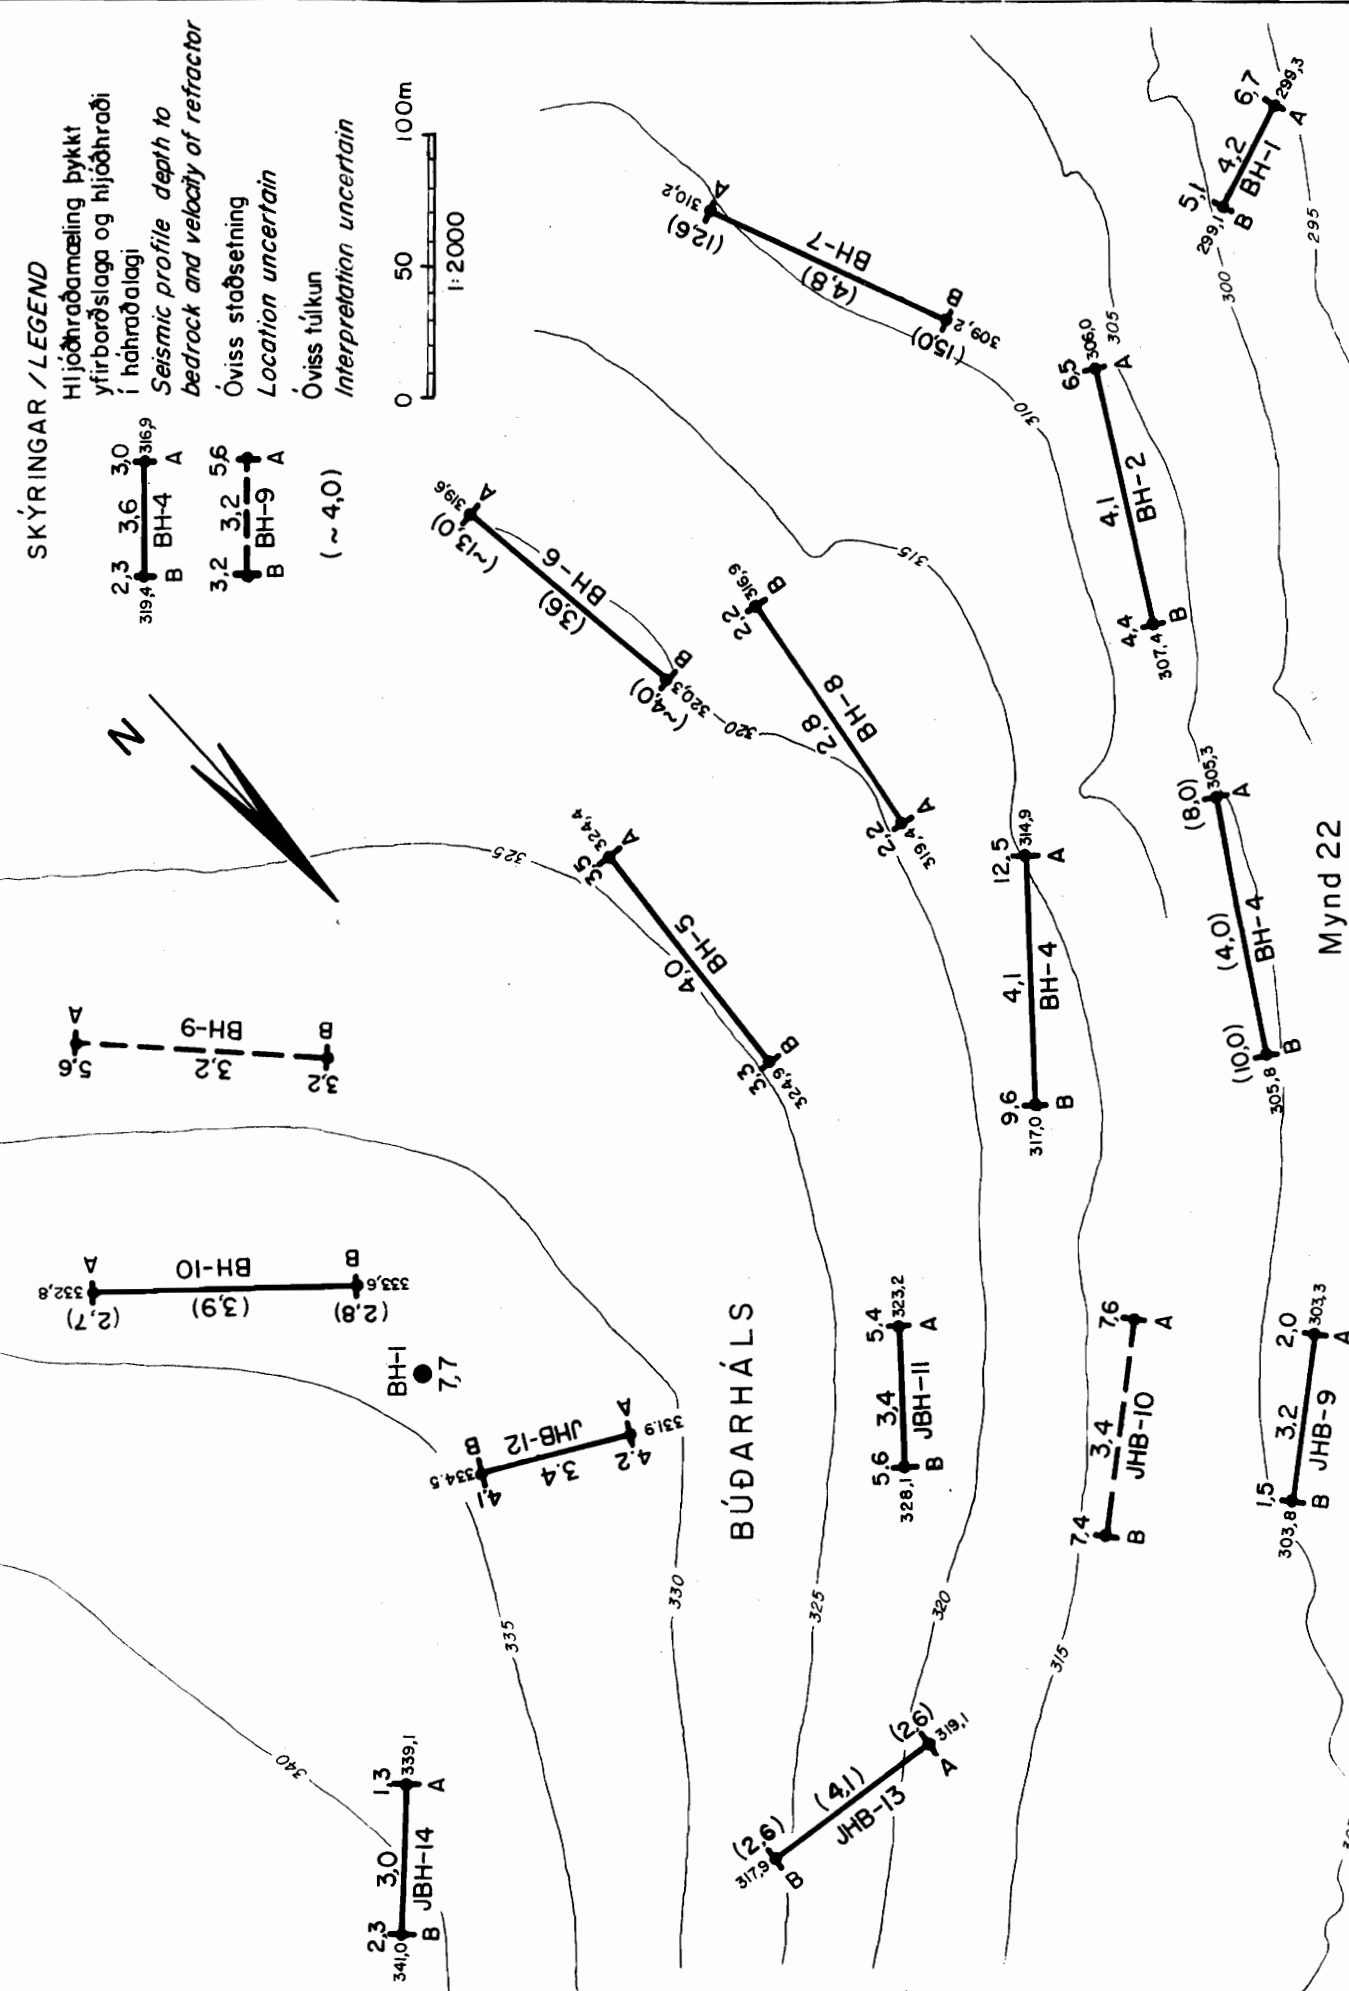 SKÝRINGAR / LEGEND
2,3 3,6 3,0
319,4 316,9
B BH-4 A
Hljóðhraðamæling þykkt
yfirborðslaga og hljóðhraði
í háhraðalagi
Seismic profile depth to
bedrock and velocity of refractor
3,2 3,2 5,6
B BH-9 A
Óviss staðsetning
Location uncertain
(~4,0)
Óviss túlkun
Interpretation uncertain
0 50 100m
1:2000
N
340
2,3 3,0 1,3
341,0 339,1
B JBH-14 A
335
4,1 3.4 4.2
334.5 331.9
B JHB-12 A
BH-1
7,7
(2,7) (3,9) (2,8)
332,8 333,6
A BH-10 B
5,6 3,2 3,2
A BH-9 B
330
BÚÐARHÁLS
325
325
3,3 4,0 3,5
324,9 324,4
B BH-5 A
(~4,0) (3,6) (~13,0)
320,3 319,6
B BH-6 A
320
(15,0) (4,8) (12,6)
309,2 310,2
B BH-7 A
2,2 2,8 2,2
319,4 316,9
A BH-8 B
(2,6) (4,1) (2,6)
317,9 319,1
B JHB-13 A
320
5,6 3,4 5,4
328,1 323,2
B JBH-11 A
315
315
9,6 4,1 12,5
317,0 314,9
B BH-4 A
310
7,4 3,4 7,6
B JHB-10 A
4,4 4,1 6,5
307,4 306,0
B BH-2 A
305
(10,0) (4,0) (8,0)
305,8 305,3
B BH-4 A
5,1 4,2 6,7
299,1 299,3
B BH-1 A
300
295
1,5 3,2 2,0
303,8 303,3
B JHB-9 A
Mynd 22